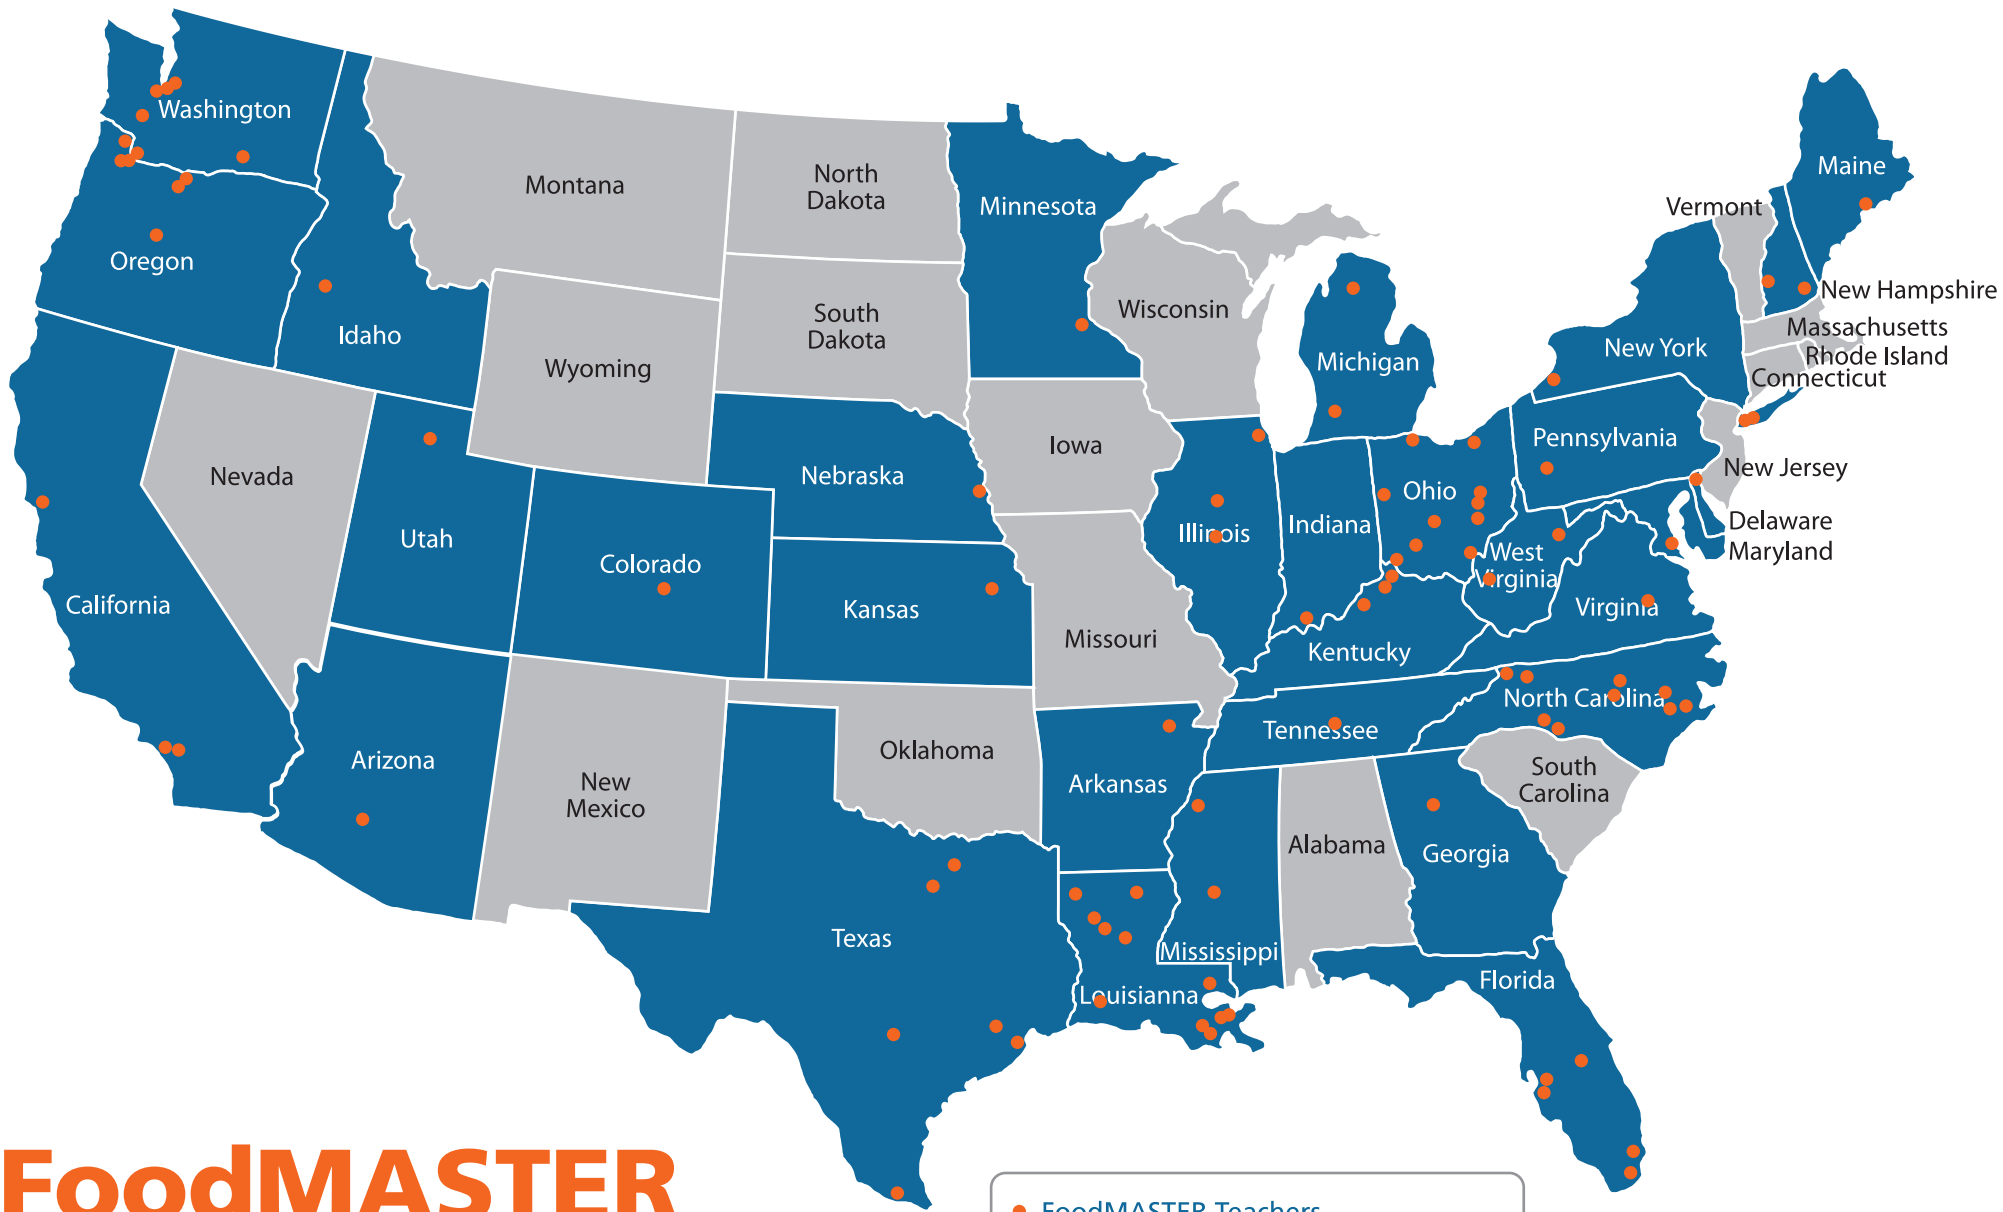 Washington
Montana
North
Dakota
Minnesota
Maine
Vermont
Oregon
Idaho
Wyoming
South
Dakota
Wisconsin
Michigan
New York
New Hampshire
Massachusetts
Rhode Island
Connecticut
Nevada
Utah
Colorado
Nebraska
Iowa
Illinois
Indiana
Ohio
Pennsylvania
New Jersey
Delaware
Maryland
West
Virginia
Virginia
California
Kansas
Missouri
Kentucky
North Carolina
Tennessee
Arizona
New
Mexico
Oklahoma
Arkansas
South
Carolina
Alabama
Georgia
Texas
Mississippi
Louisianna
Florida
FoodMASTER
FoodMASTER Teachers